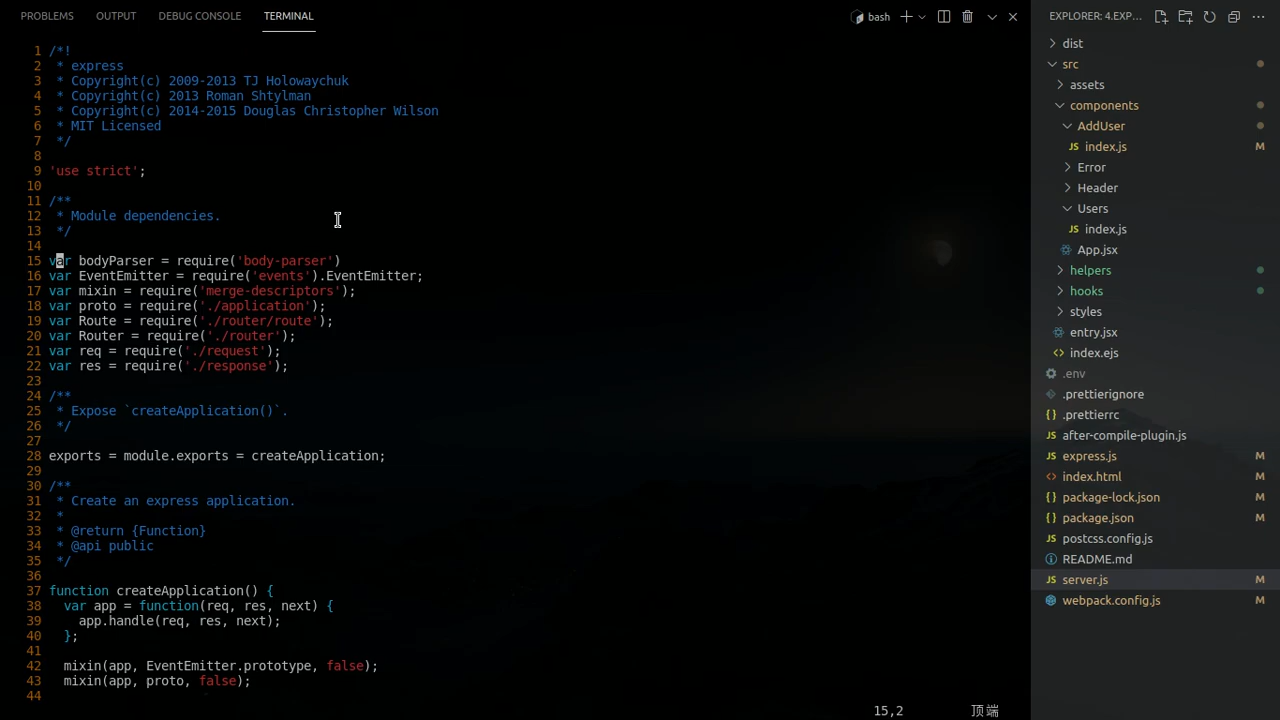 PROBLEMS OUTPUT DEBUG CONSOLE TERMINAL
bash
1 /*!
2  * express
3  * Copyright(c) 2009-2013 TJ Holowaychuk
4  * Copyright(c) 2013 Roman Shtylman
5  * Copyright(c) 2014-2015 Douglas Christopher Wilson
6  * MIT Licensed
7  */
8
9 'use strict';
10
11 /**
12  * Module dependencies.
13  */
14
15 var bodyParser = require('body-parser')
16 var EventEmitter = require('events').EventEmitter;
17 var mixin = require('merge-descriptors');
18 var proto = require('./application');
19 var Route = require('./router/route');
20 var Router = require('./router');
21 var req = require('./request');
22 var res = require('./response');
23
24 /**
25  * Expose `createApplication()`.
26  */
27
28 exports = module.exports = createApplication;
29
30 /**
31  * Create an express application.
32  *
33  * @return {Function}
34  * @api public
35  */
36
37 function createApplication() {
38   var app = function(req, res, next) {
39     app.handle(req, res, next);
40   };
41
42   mixin(app, EventEmitter.prototype, false);
43   mixin(app, proto, false);
44
15,2 顶端
EXPLORER: 4.EXP...
dist
src
assets
components
AddUser
JS index.js M
Error
Header
Users
JS index.js
App.jsx
helpers
hooks
styles
entry.jsx
<> index.ejs
.env
.prettierignore
{} .prettierrc
JS after-compile-plugin.js
JS express.js M
<> index.html M
{} package-lock.json M
{} package.json M
JS postcss.config.js
README.md
JS server.js M
webpack.config.js M